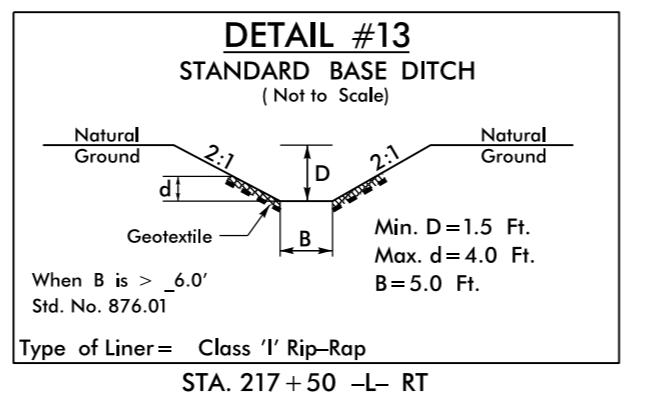 DETAIL #13
STANDARD BASE DITCH
( Not to Scale)
Natural
Ground
2:1
D
2:1
Natural
Ground
d
Geotextile
B
Min. D=1.5 Ft.
Max. d=4.0 Ft.
B=5.0 Ft.
When B is > _6.0'
Std. No. 876.01
Type of Liner= Class 'I' Rip-Rap
STA. 217+50 -L- RT